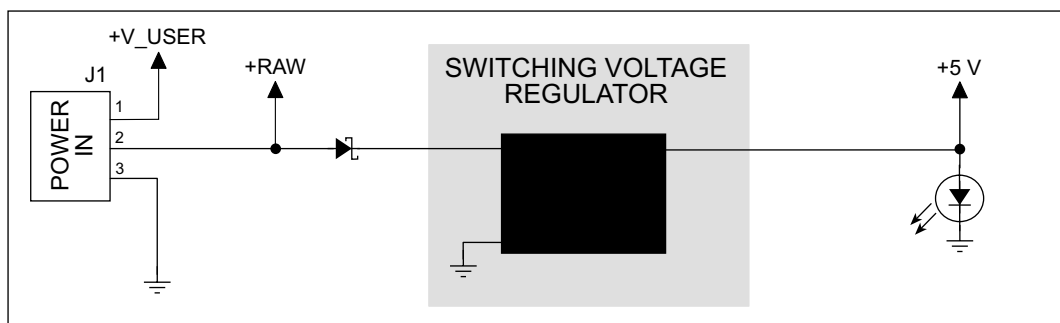 +V_USER
+RAW
SWITCHING VOLTAGE
REGULATOR
+5 V
J1
POWER
IN
1
2
3